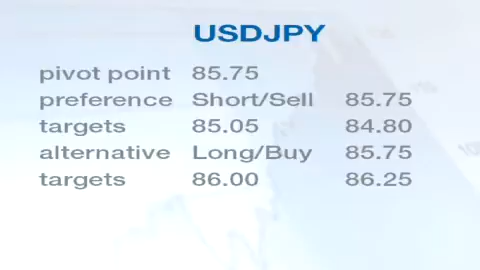 USDJPY
pivot point 85.75
preference Short/Sell 85.75
targets 85.05 84.80
alternative Long/Buy 85.75
targets 86.00 86.25